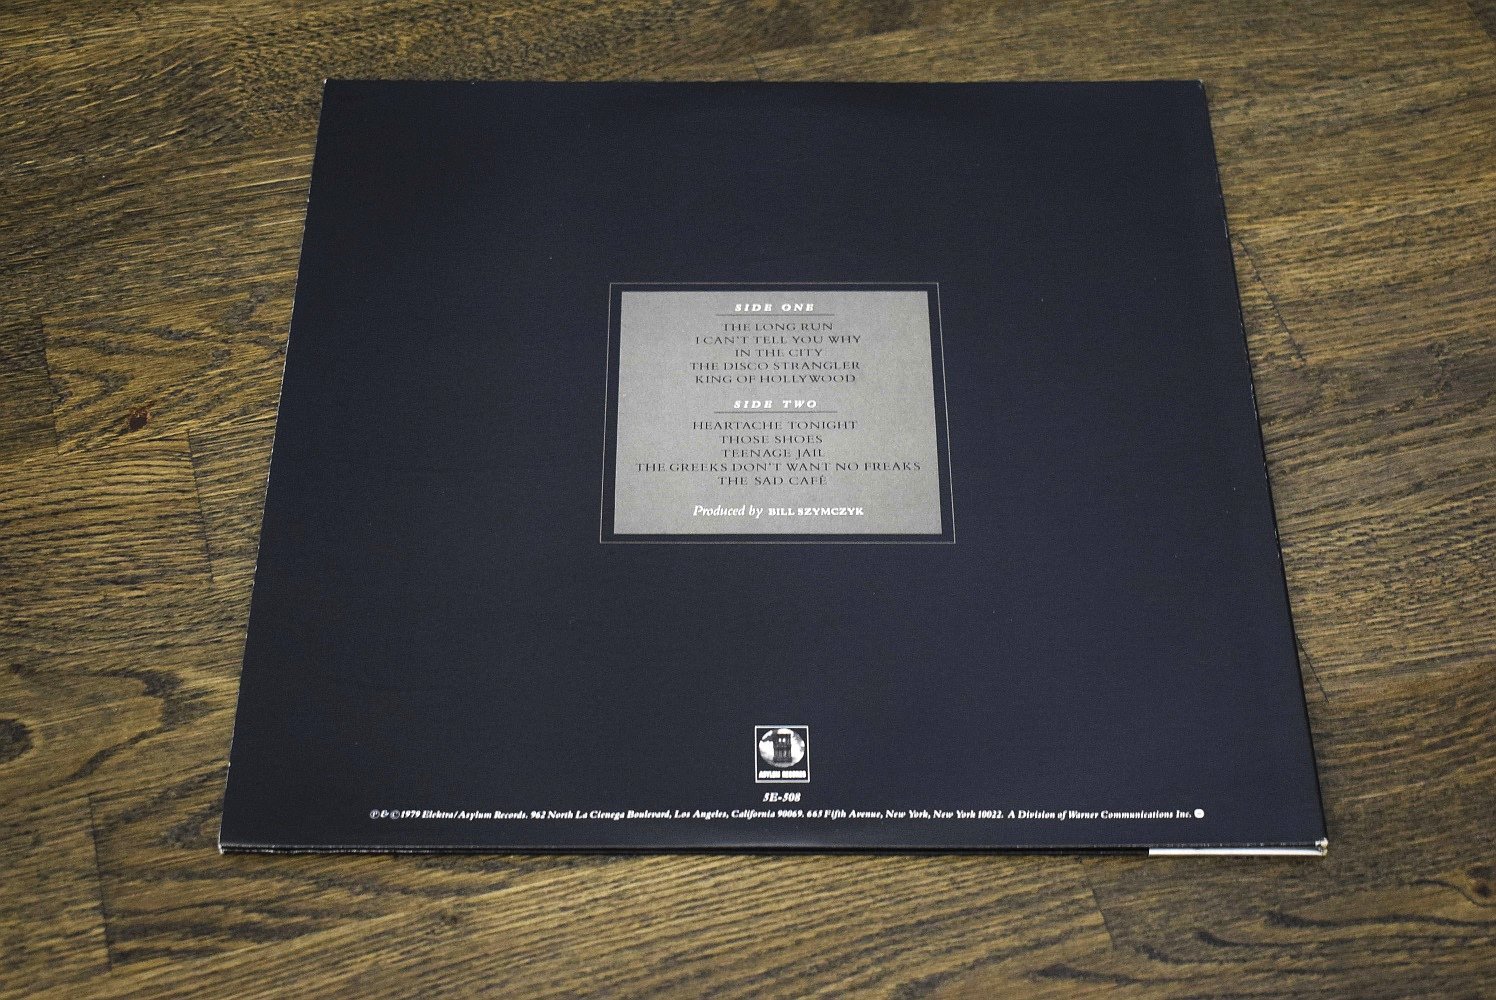 SIDE ONE
THE LONG RUN
I CAN'T TELL YOU WHY
IN THE CITY
THE DISCO STRANGLER
KING OF HOLLYWOOD
SIDE TWO
HEARTACHE TONIGHT
THOSE SHOES
TEENAGE JAIL
THE GREEKS DON'T WANT NO FREAKS
THE SAD CAFÉ
Produced by BILL SZYMCZYK
ASYLUM RECORDS
5E-508
℗&©1979 Elektra/Asylum Records. 962 North La Cienega Boulevard, Los Angeles, California 90069. 665 Fifth Avenue, New York, New York 10022. A Division of Warner Communications Inc.